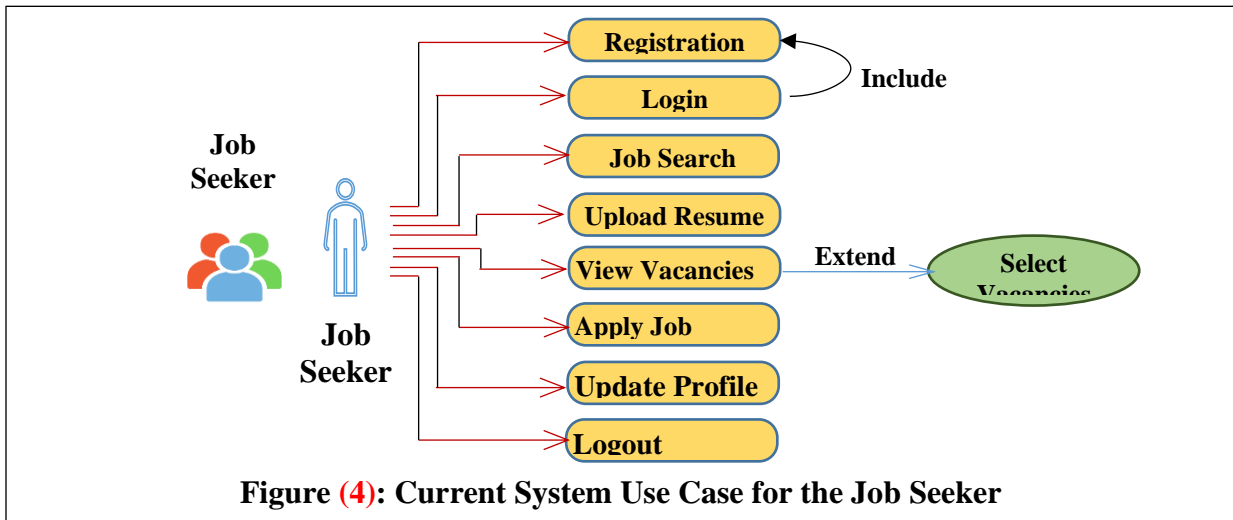 Registration
Include
Login
Job
Seeker
Job Search
Upload Resume
View Vacancies
Extend
Select
Vacancies
Apply Job
Job
Seeker
Update Profile
Logout
Figure (4): Current System Use Case for the Job Seeker